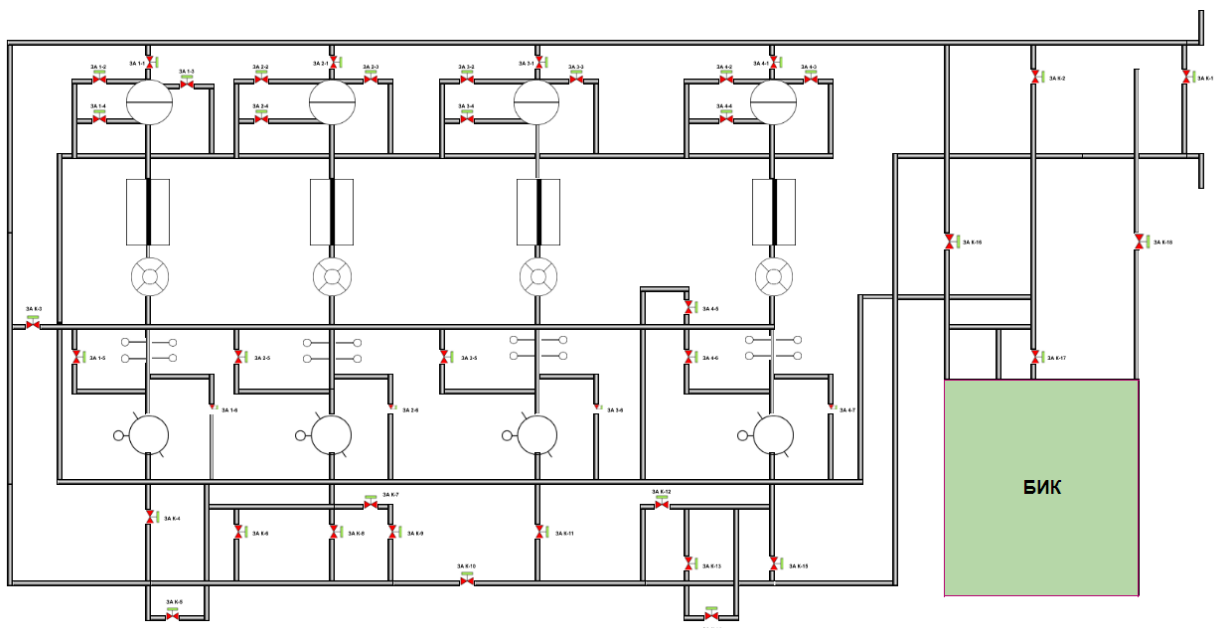 ЗА 1-1
ЗА 2-1
ЗА 3-1
ЗА 4-1
ЗА 1-2
ЗА 1-3
ЗА 2-2
ЗА 2-3
ЗА 3-2
ЗА 3-3
ЗА 4-2
ЗА 4-3
ЗА К-2
ЗА К-1
ЗА 1-4
ЗА 2-4
ЗА 3-4
ЗА 4-4
ЗА К-16
ЗА К-3
ЗА 4-5
ЗА 1-5
ЗА 2-5
ЗА 3-5
ЗА 4-6
ЗА К-17
ЗА 1-6
ЗА 2-6
ЗА 3-6
ЗА 4-7
БИК
ЗА К-7
ЗА К-12
ЗА К-4
ЗА К-6
ЗА К-9
ЗА К-11
ЗА К-13
ЗА К-15
ЗА К-10
ЗА К-5